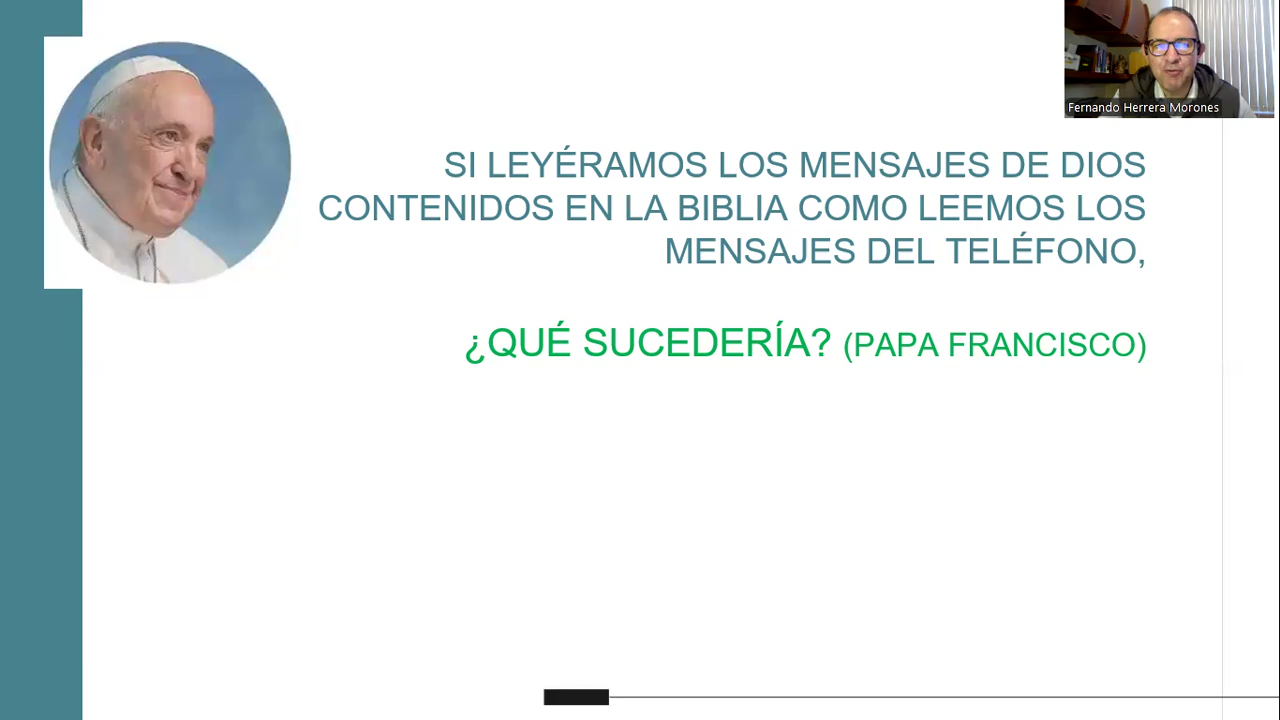 Fernando Herrera Morones
SI LEYÉRAMOS LOS MENSAJES DE DIOS
CONTENIDOS EN LA BIBLIA COMO LEEMOS LOS
MENSAJES DEL TELÉFONO,
¿QUÉ SUCEDERÍA? (PAPA FRANCISCO)